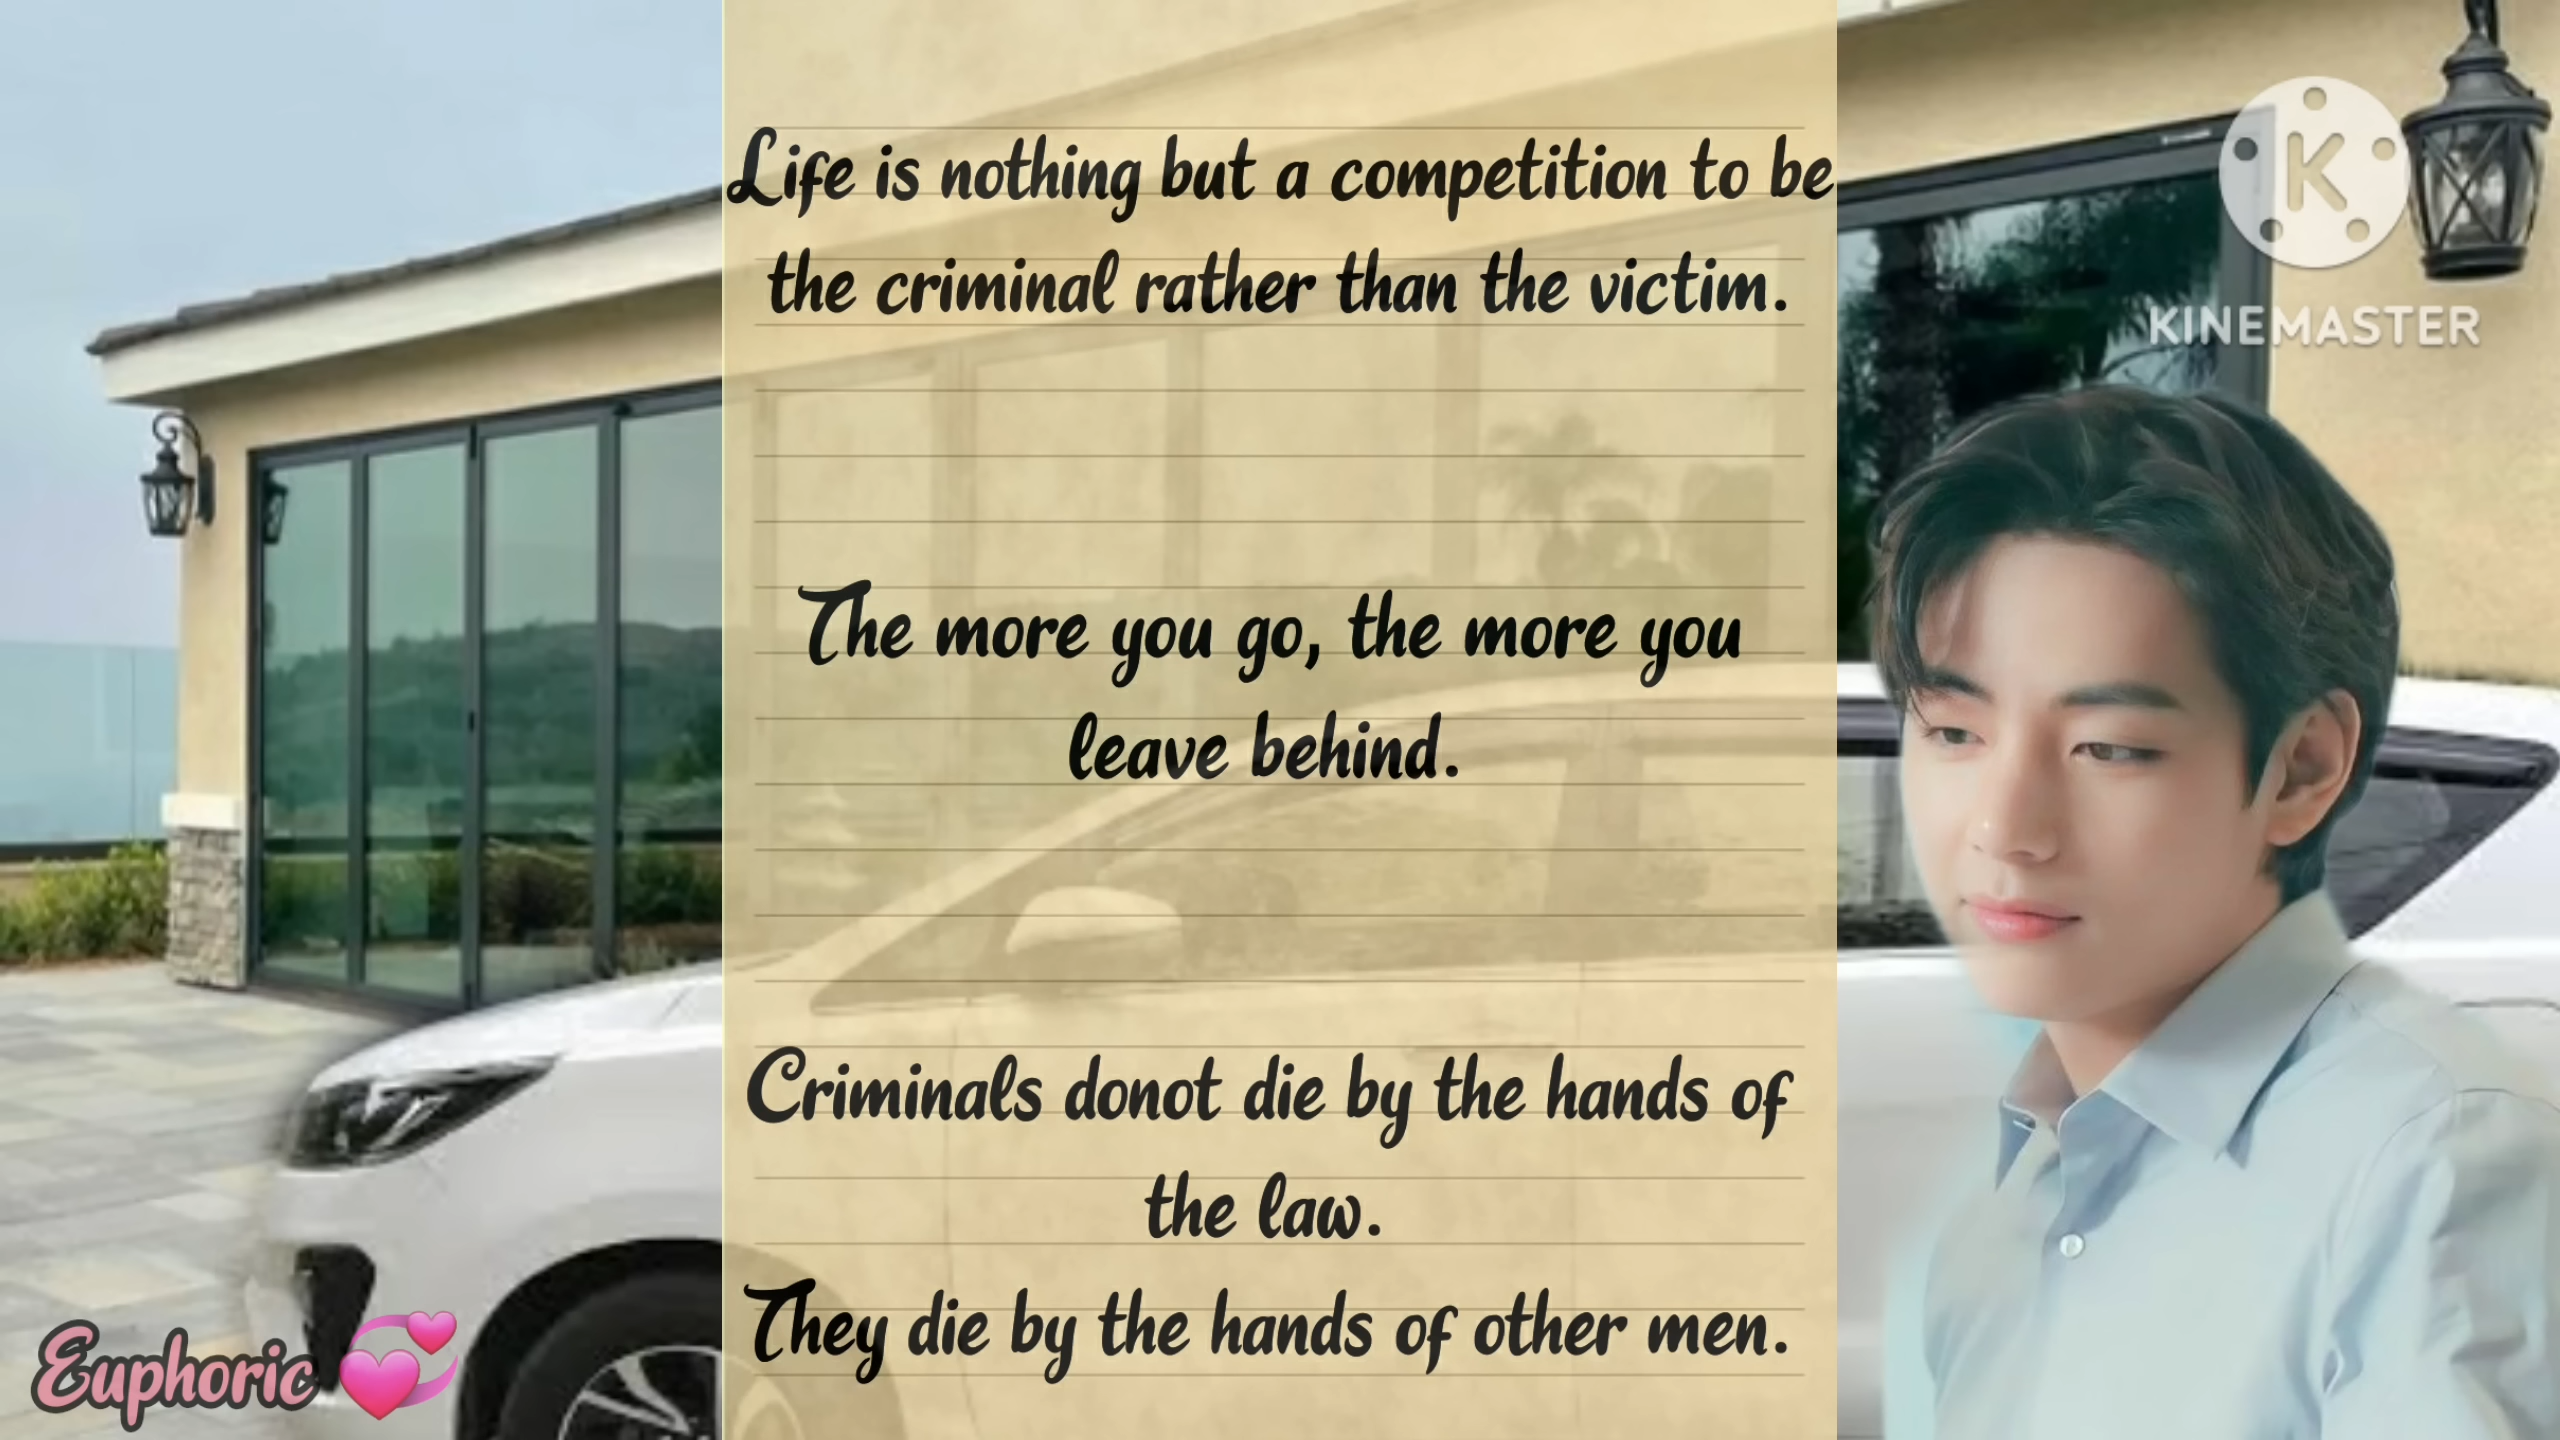 Life is nothing but a competition to be
the criminal rather than the victim.
The more you go, the more you
leave behind.
Criminals donot die by the hands of
the law.
They die by the hands of other men.
K
KINEMASTER
Euphoric